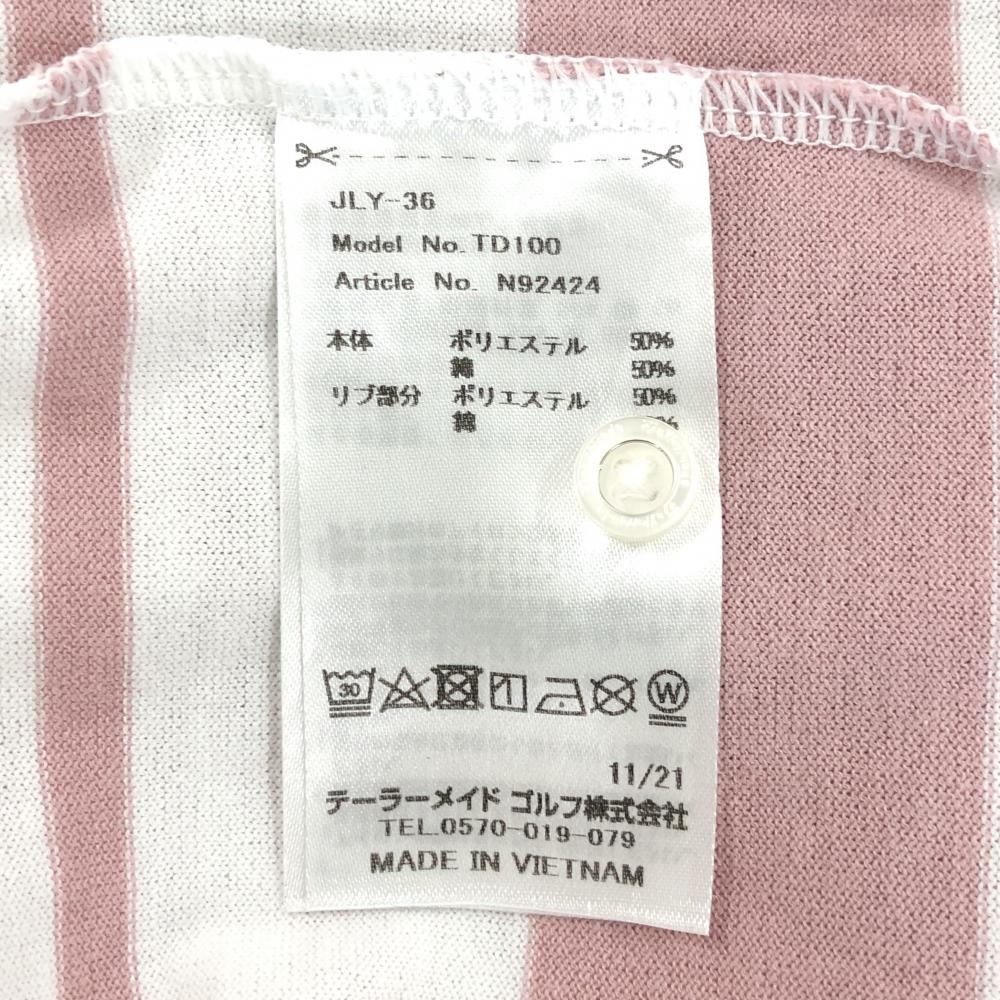 JLY-36
Model No. TD100
Article No. N92424
本体 ポリエステル 50%
綿 50%
リブ部分 ポリエステル 50%
綿 %
30
W
11/21
テーラーメイド ゴルフ株式会社
TEL.0570-019-079
MADE IN VIETNAM